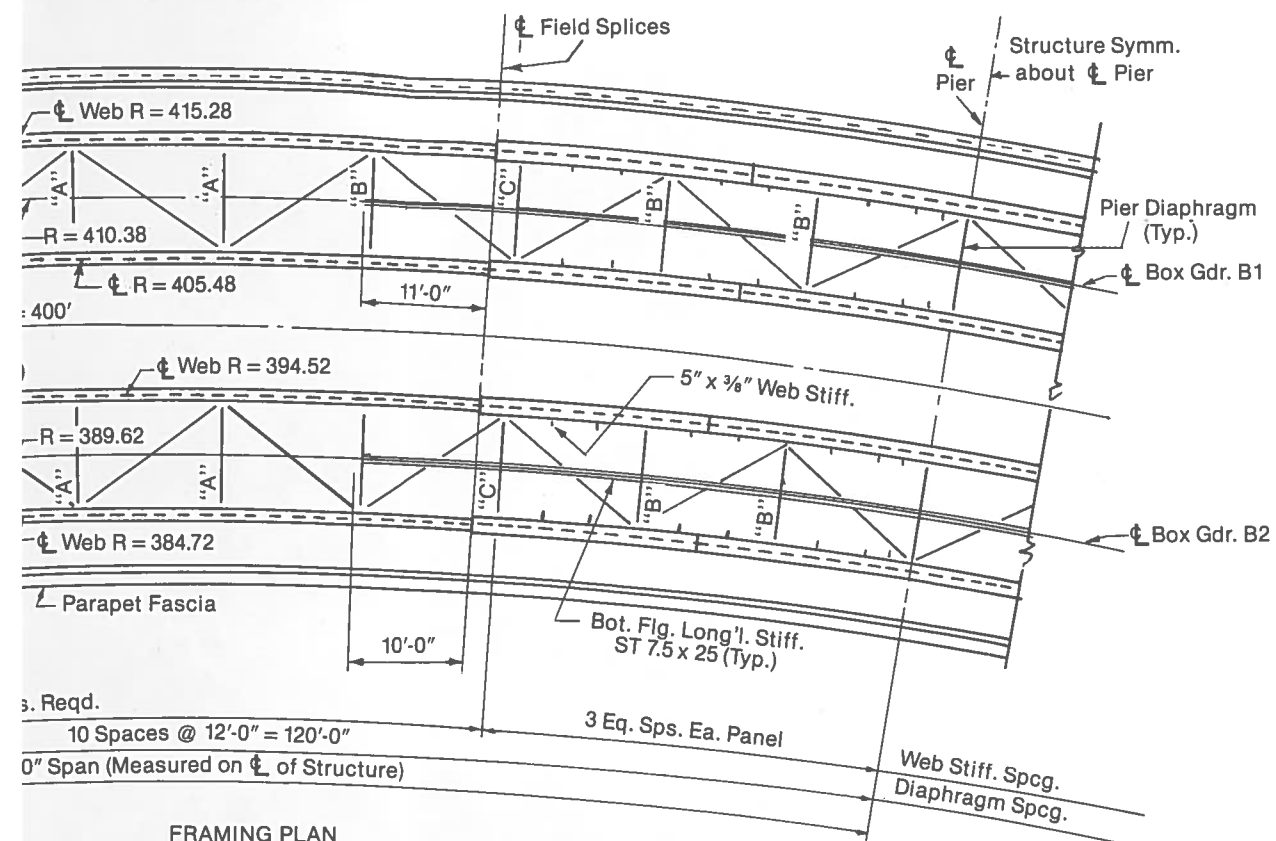 ℄ Field Splices
℄ Pier
Structure Symm. about ℄ Pier
℄ Web R = 415.28
"A"
"A"
"B"
"C"
"B"
"B"
Pier Diaphragm (Typ.)
R = 410.38
℄ Box Gdr. B1
℄ R = 405.48
11'-0"
= 400'
℄ Web R = 394.52
5" x 3/8" Web Stiff.
R = 389.62
"A"
"A"
"C"
"B"
"B"
℄ Web R = 384.72
℄ Box Gdr. B2
Parapet Fascia
Bot. Flg. Long'l. Stiff.
ST 7.5 x 25 (Typ.)
10'-0"
s. Reqd.
10 Spaces @ 12'-0" = 120'-0"
3 Eq. Sps. Ea. Panel
0" Span (Measured on ℄ of Structure)
Web Stiff. Spcg.
Diaphragm Spcg.
FRAMING PLAN